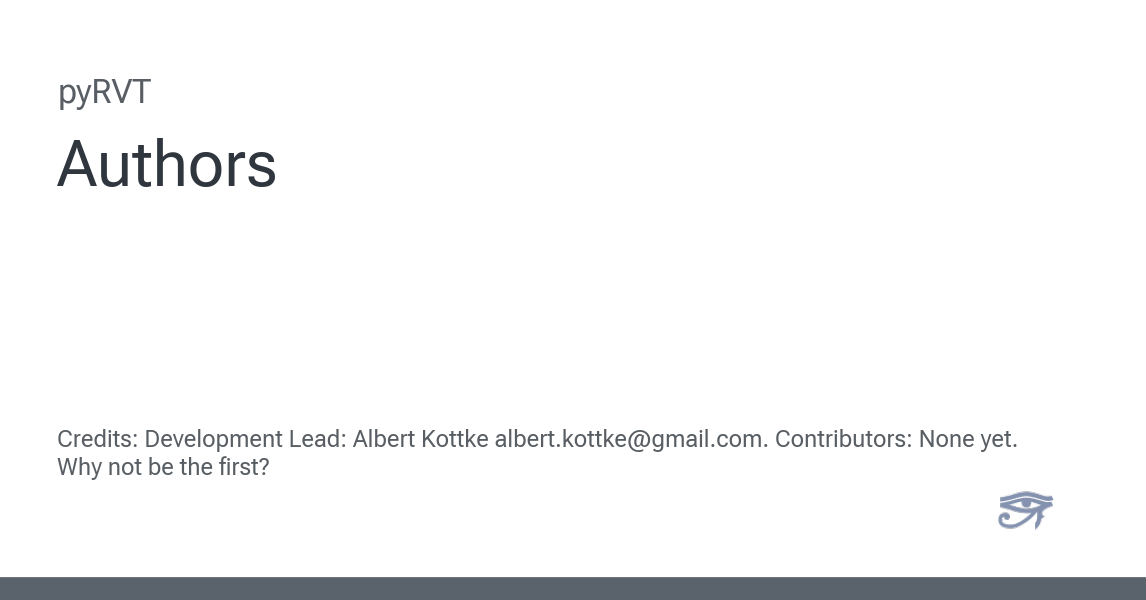 pyRVT
Authors
Credits: Development Lead: Albert Kottke albert.kottke@gmail.com. Contributors: None yet.
Why not be the first?